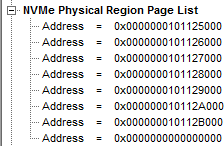 NVMe Physical Region Page List
Address = 0x0000000101125000
Address = 0x0000000101126000
Address = 0x0000000101127000
Address = 0x0000000101128000
Address = 0x0000000101129000
Address = 0x000000010112A000
Address = 0x000000010112B000
Address = 0x0000000000000000